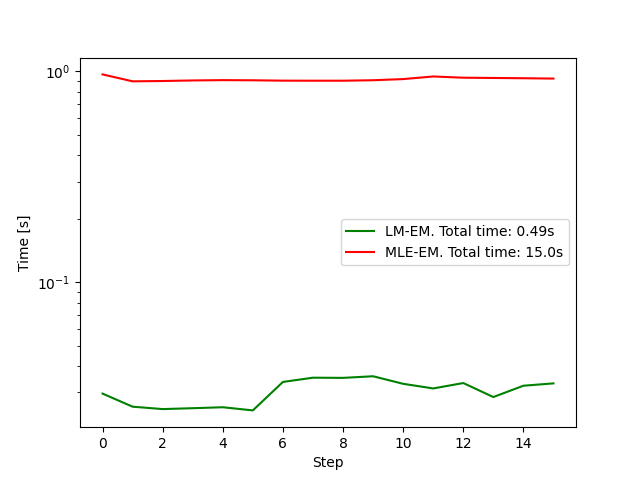 10⁰
10⁻¹
Time [s]
LM-EM. Total time: 0.49s
MLE-EM. Total time: 15.0s
0 2 4 6 8 10 12 14
Step